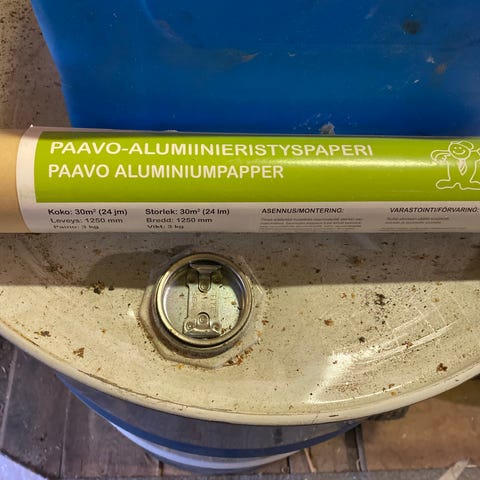 PAAVO-ALUMIINIERISTYSPAPERI
PAAVO ALUMINIUMPAPPER
Koko: 30m² (24 jm)
Leveys: 1250 mm
Paino: 3 kg
Storlek: 30m² (24 lm)
Bredd: 1250 mm
Vikt: 3 kg
ASENNUS/MONTERING:
VARASTOINTI/FÖRVARING: